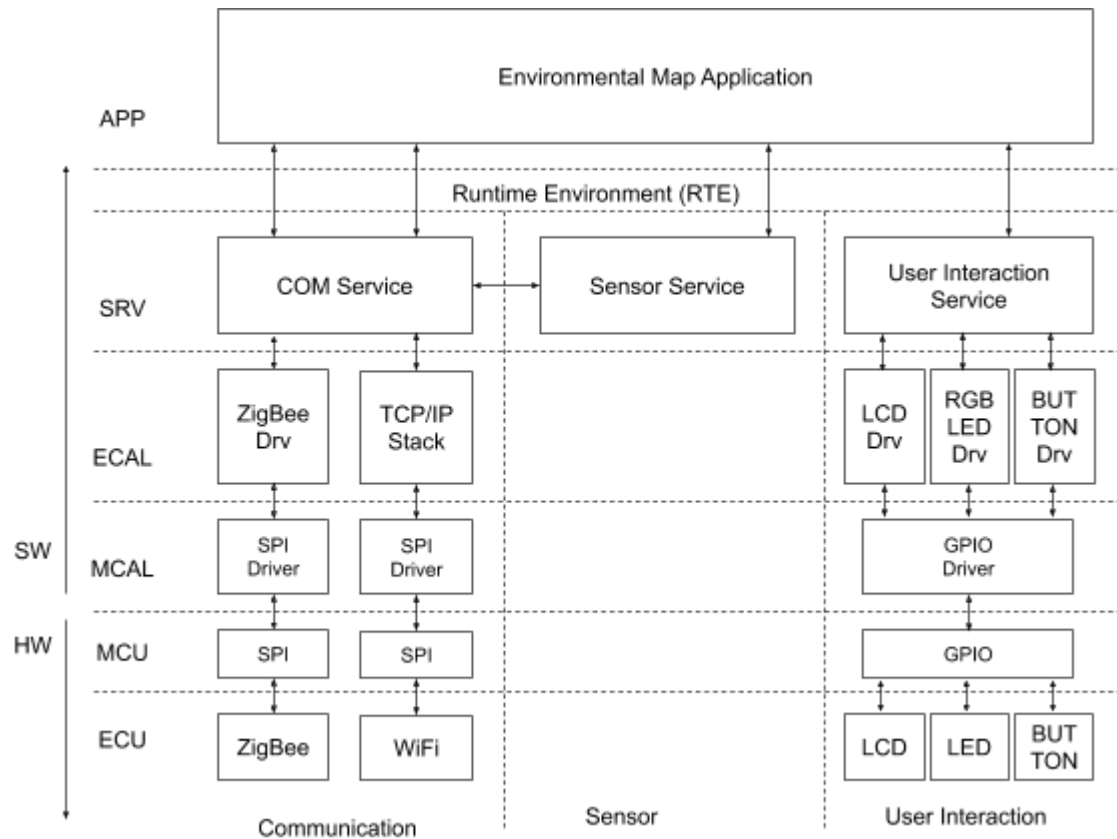 Environmental Map Application
APP
Runtime Environment (RTE)
COM Service
Sensor Service
User Interaction
Service
SRV
ZigBee
Drv
TCP/IP
Stack
LCD
Drv
RGB
LED
Drv
BUT
TON
Drv
ECAL
SW
MCAL
SPI
Driver
SPI
Driver
GPIO
Driver
HW
MCU
SPI
SPI
GPIO
ECU
ZigBee
WiFi
LCD
LED
BUT
TON
Communication
Sensor
User Interaction